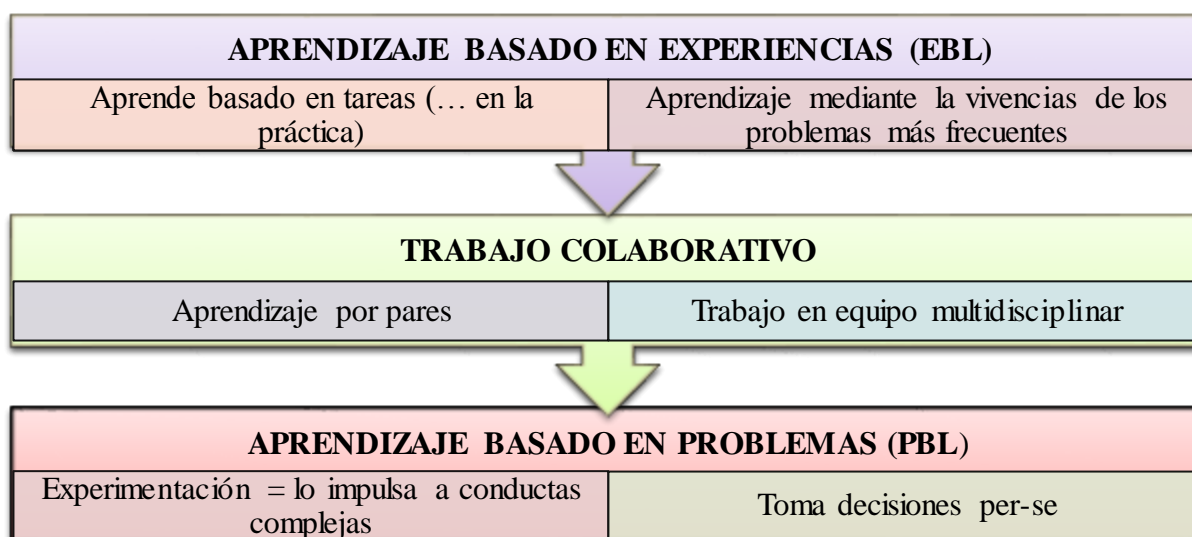 APRENDIZAJE BASADO EN EXPERIENCIAS (EBL)
Aprende basado en tareas (… en la
práctica)
Aprendizaje mediante la vivencias de los
problemas más frecuentes
TRABAJO COLABORATIVO
Aprendizaje por pares
Trabajo en equipo multidisciplinar
APRENDIZAJE BASADO EN PROBLEMAS (PBL)
Experimentación = lo impulsa a conductas
complejas
Toma decisiones per-se